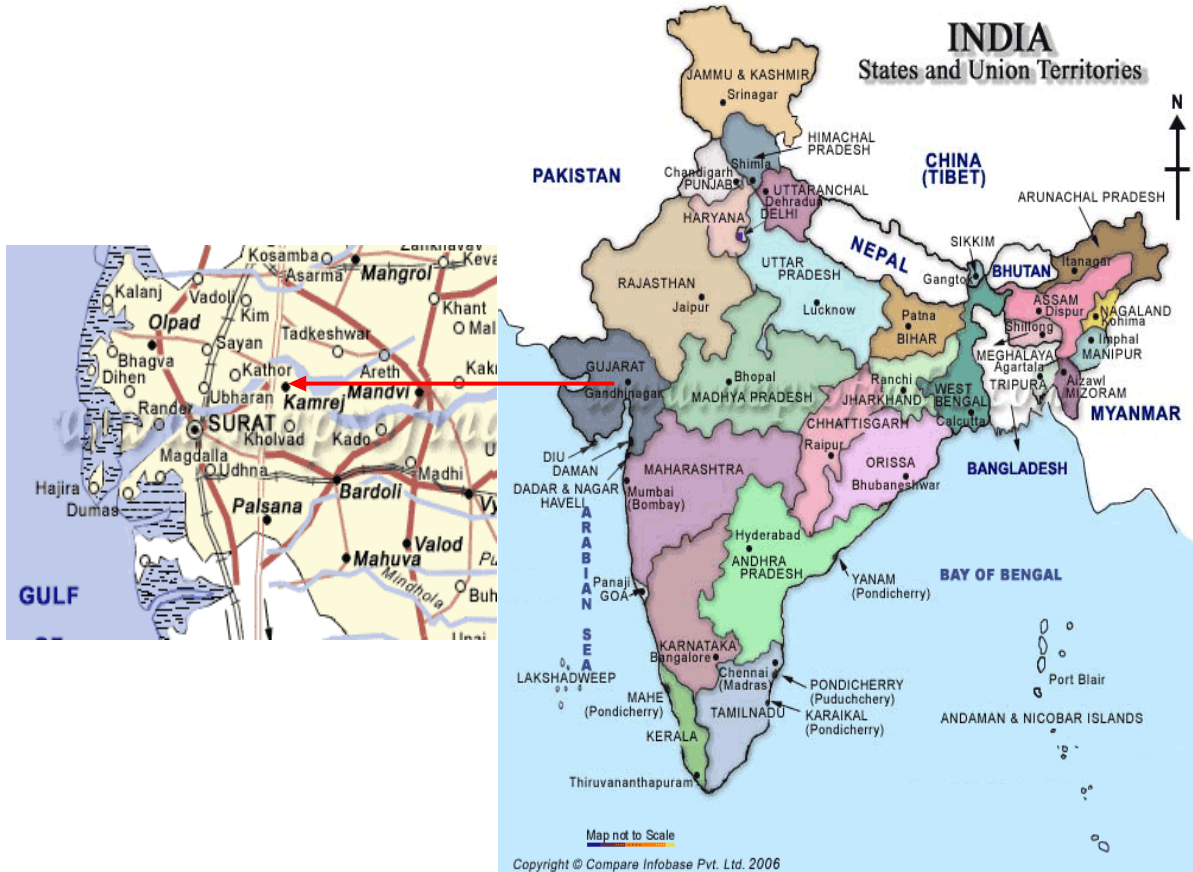 INDIA
States and Union Territories
N
JAMMU & KASHMIR
Srinagar
HIMACHAL
PRADESH
Shimla
PAKISTAN
CHINA
(TIBET)
Chandigarh
PUNJAB
UTTARANCHAL
Dehradun
DELHI
HARYANA
ARUNACHAL PRADESH
NEPAL
SIKKIM
Gangtok
BHUTAN
Itanagar
UTTAR
PRADESH
Lucknow
RAJASTHAN
Jaipur
ASSAM
Dispur
NAGALAND
Kohima
Shillong
Imphal
MANIPUR
Patna
BIHAR
MEGHALAYA
Agartala
TRIPURA
Aizawl
MIZORAM
MYANMAR
GUJARAT
Gandhinagar
Bhopal
MADHYA PRADESH
Ranchi
JHARKHAND
WEST
BENGAL
Calcutta
CHHATTISGARH
Raipur
BANGLADESH
ORISSA
Bhubaneshwar
DIU
DAMAN
DADAR & NAGAR
HAVELI
MAHARASHTRA
Mumbai
(Bombay)
ARABIAN SEA
Hyderabad
ANDHRA
PRADESH
YANAM
(Pondicherry)
BAY OF BENGAL
Panaji
GOA
KARNATAKA
Bangalore
Chennai
(Madras)
PONDICHERRY
(Puduchchery)
KARAIKAL
(Pondicherry)
LAKSHADWEEP
MAHE
(Pondicherry)
TAMILNADU
KERALA
Thiruvananthapuram
Port Blair
ANDAMAN & NICOBAR ISLANDS
Map not to Scale
Copyright © Compare Infobase Pvt. Ltd. 2006
Kosamba
Asarma
Mangrol
Keva
Kalanj
Vadoli
Kim
Khant
Mal
Olpad
Tadkeshwar
Sayan
Bhagva
Dihen
Kathor
Areth
Kak
Ubharan
Kamrej
Mandvi
Rander
SURAT
Kholvad
Kado
Magdalla
Udhna
Madhi
Hajira
Dumas
Bardoli
Vy
Palsana
Mahuva
Valod
Pu
Mindhola
Buh
GULF